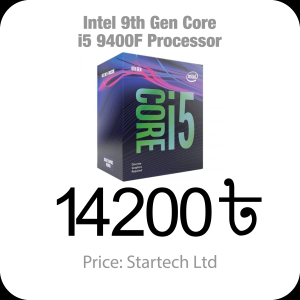 Intel 9th Gen Core
i5 9400F Processor
intel
CORE
i5
14200 ৳
Price: Startech Ltd